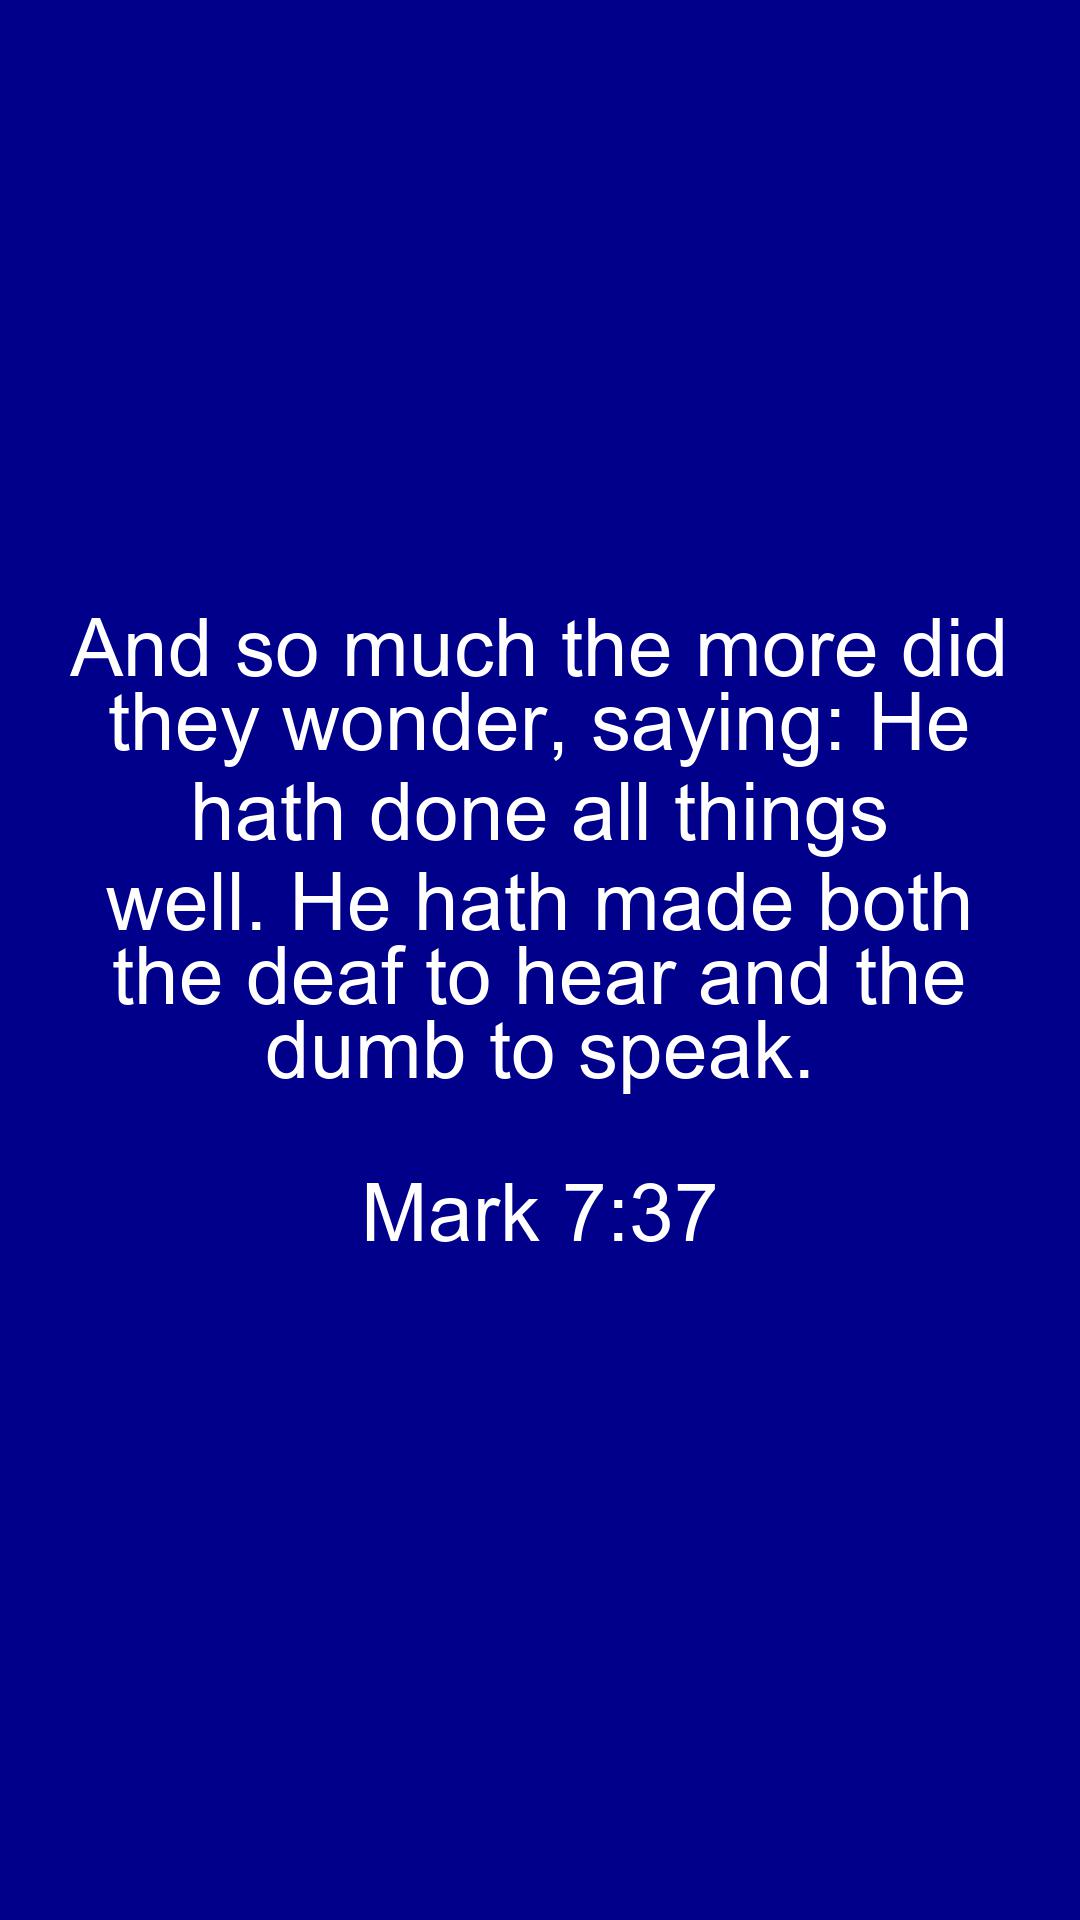 And so much the more did
they wonder, saying: He
hath done all things
well. He hath made both
the deaf to hear and the
dumb to speak.
Mark 7:37